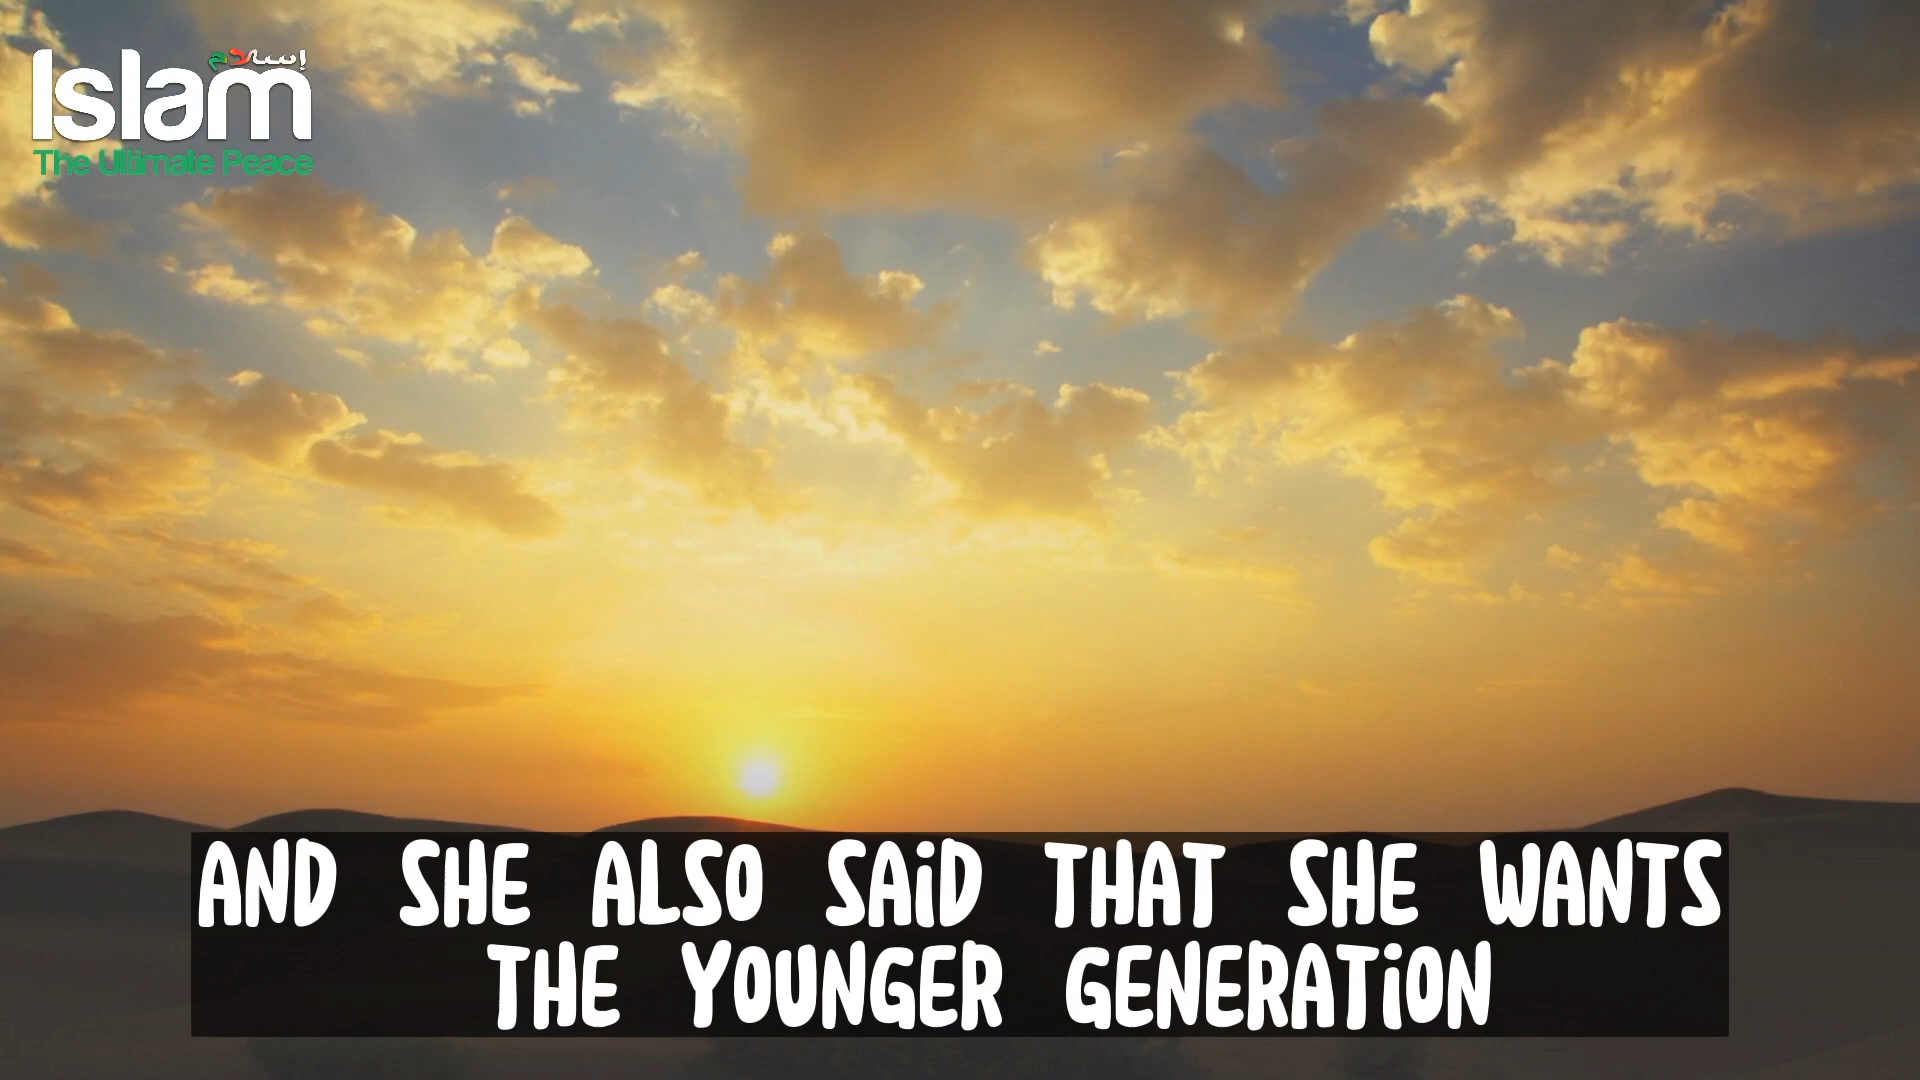 إسلام
Islam
The Ultimate Peace
AND SHE ALSO SAiD THAT SHE WANTS
THE YOUNGER GENERATiON